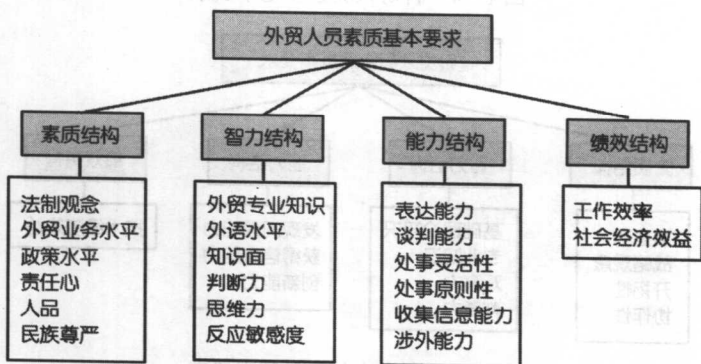 外贸人员素质基本要求
素质结构
智力结构
能力结构
绩效结构
法制观念
外贸业务水平
政策水平
责任心
人品
民族尊严
外贸专业知识
外语水平
知识面
判断力
思维力
反应敏感度
表达能力
谈判能力
处事灵活性
处事原则性
收集信息能力
涉外能力
工作效率
社会经济效益